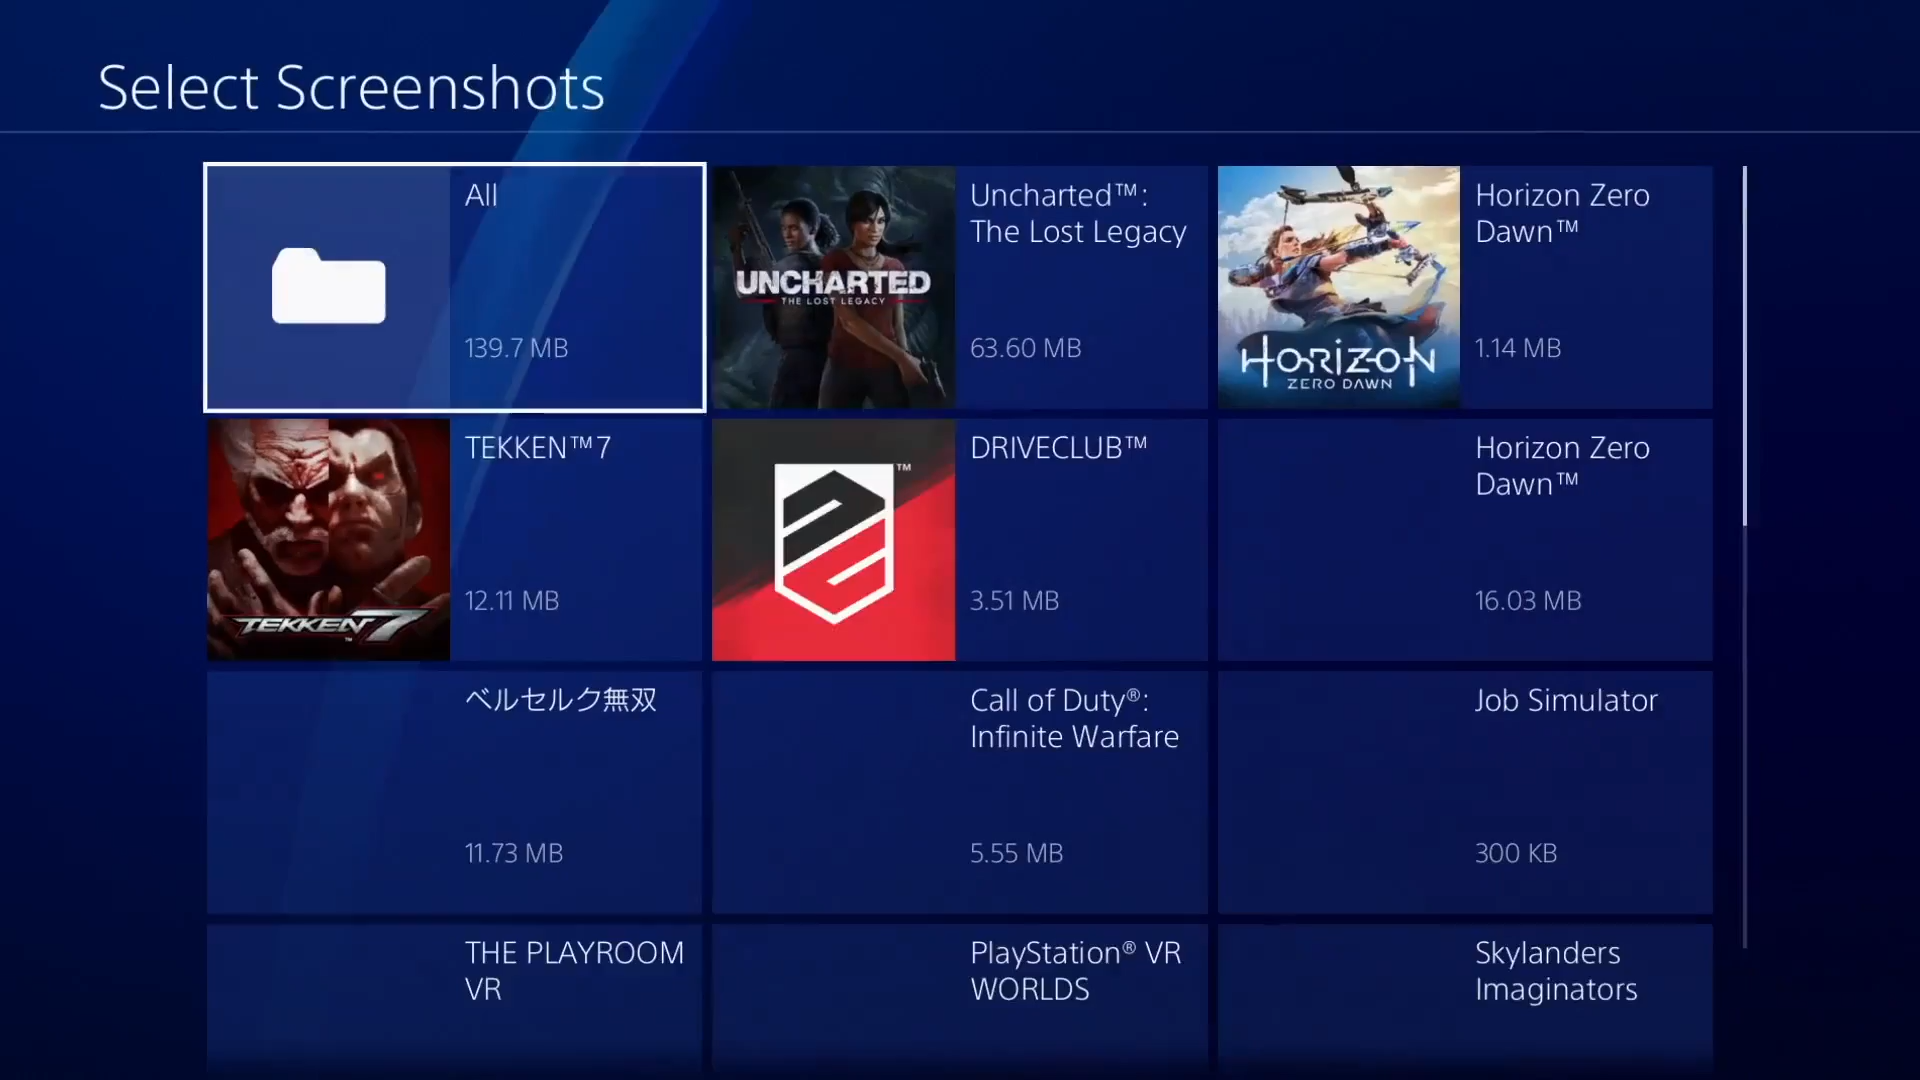 Select Screenshots
All
139.7 MB
UNCHARTED
THE LOST LEGACY
Uncharted™:
The Lost Legacy
63.60 MB
HORIZON
ZERO DAWN
Horizon Zero
Dawn™
1.14 MB
TEKKEN 7
™
TEKKEN™7
12.11 MB
™
DRIVECLUB™
3.51 MB
Horizon Zero
Dawn™
16.03 MB
ベルセルク無双
11.73 MB
Call of Duty®:
Infinite Warfare
5.55 MB
Job Simulator
300 KB
THE PLAYROOM
VR
PlayStation® VR
WORLDS
Skylanders
Imaginators